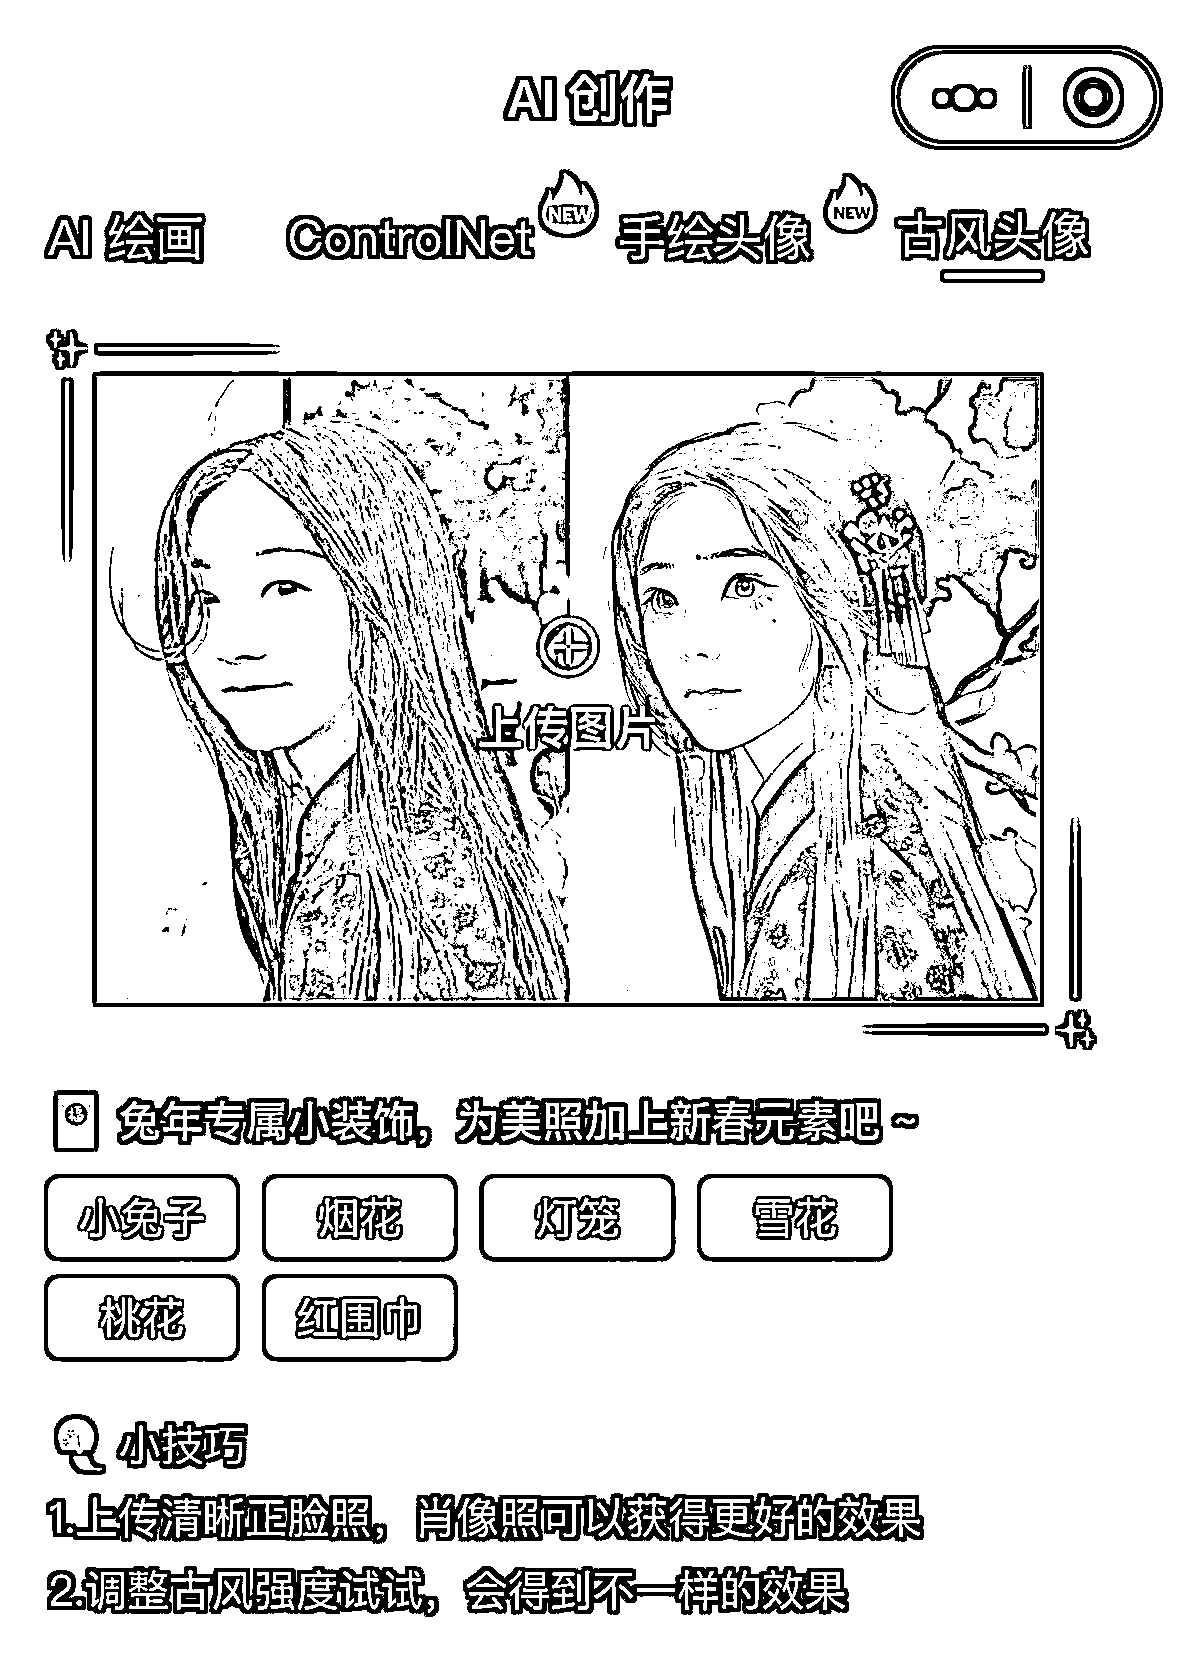 AI 创作
AI 绘画 ControlNet NEW 手绘头像 NEW 古风头像
上传图片
福 兔年专属小装饰，为美照加上新春元素吧 ~
小兔子 烟花 灯笼 雪花
桃花 红围巾
小技巧
1.上传清晰正脸照，肖像照可以获得更好的效果
2.调整古风强度试试，会得到不一样的效果